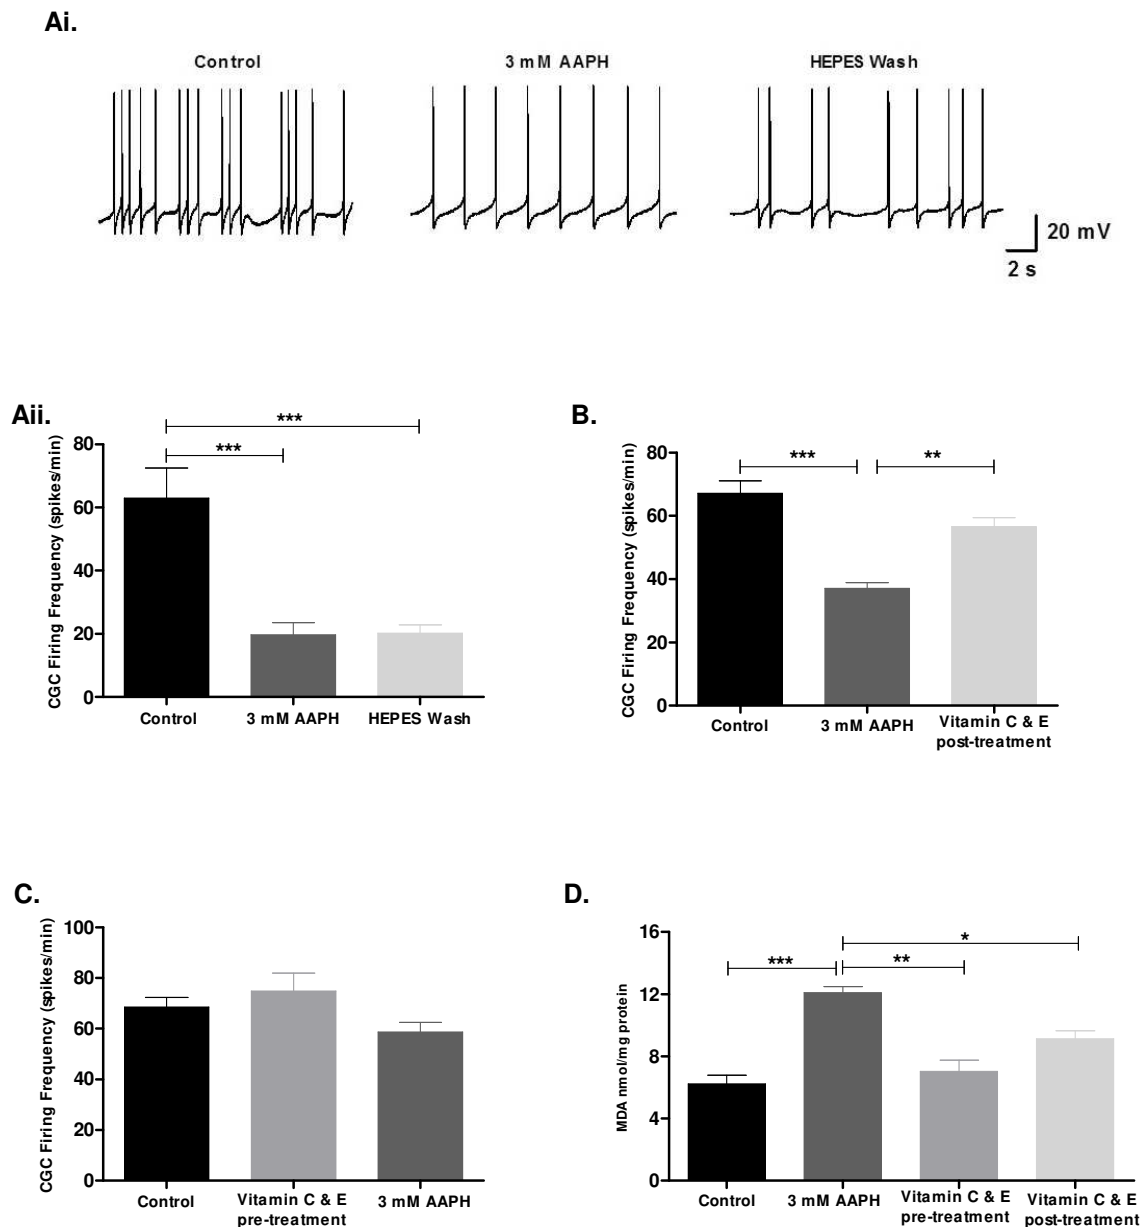 Ai.
Control
3 mM AAPH
HEPES Wash
20 mV
2 s
Aii.
CGC Firing Frequency (spikes/min)
80
60
40
20
0
***
***
Control
3 mM AAPH
HEPES Wash
B.
CGC Firing Frequency (spikes/min)
80
60
40
20
0
***
**
Control
3 mM AAPH
Vitamin C & E
post-treatment
C.
CGC Firing Frequency (spikes/min)
100
80
60
40
20
0
Control
Vitamin C & E
pre-treatment
3 mM AAPH
D.
MDA nmol/mg protein
16
12
8
4
0
*
***
**
Control
3 mM AAPH
Vitamin C & E
pre-treatment
Vitamin C & E
post-treatment